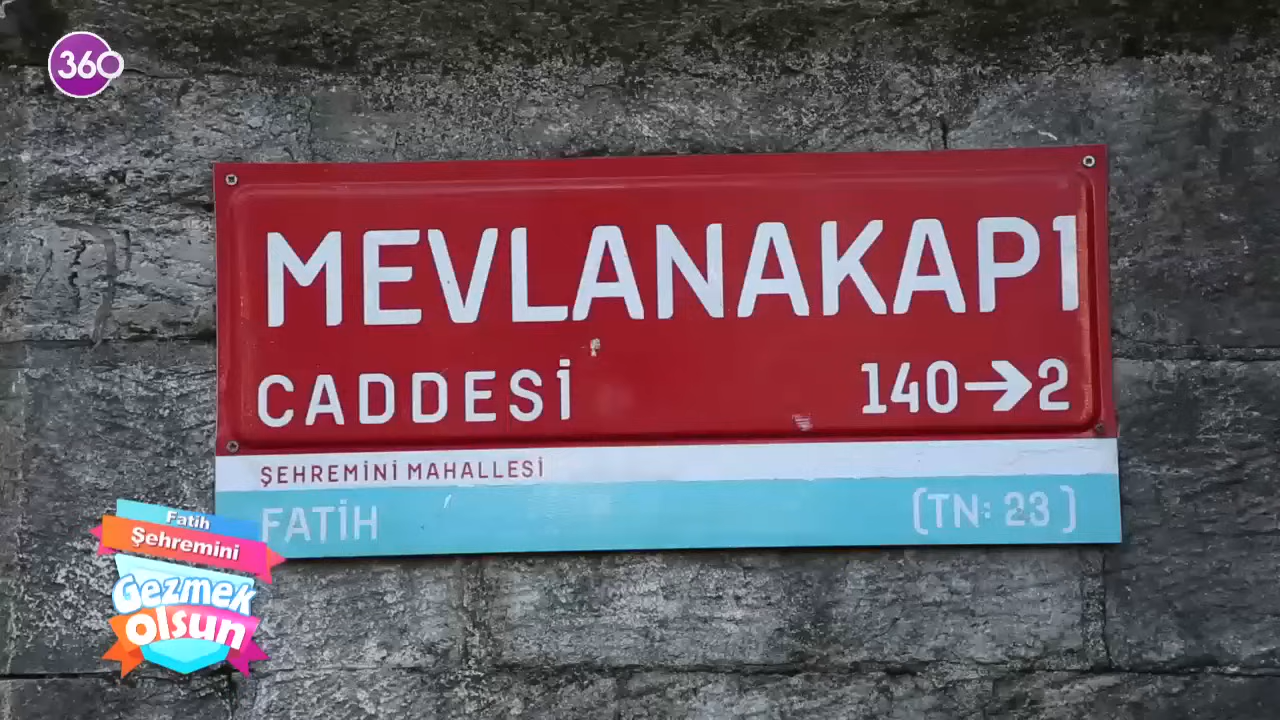 360
MEVLANAKAPI
CADDESİ 140→2
ŞEHREMİNİ MAHALLESİ
FATİH (TN: 23)
Fatih
Şehremini
Gezmek
olsun